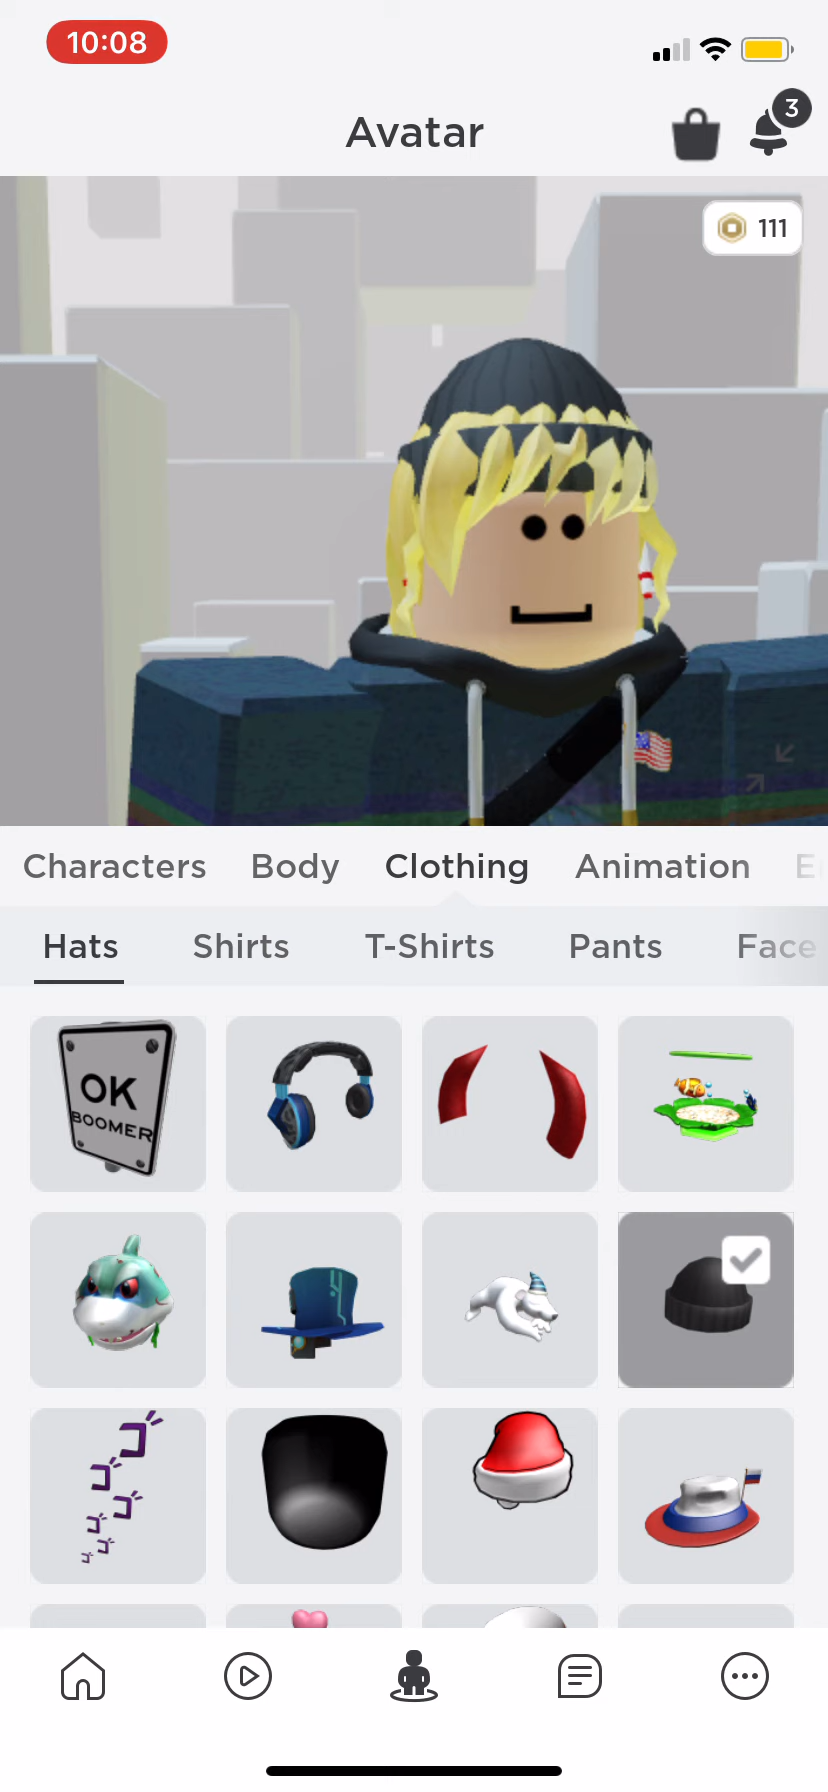 10:08
Avatar
3
111
Characters Body Clothing Animation
Hats Shirts T-Shirts Pants Face
OK
BOOMER
ゴ
ゴ
ゴ
ゴ
ゴ
ゴ